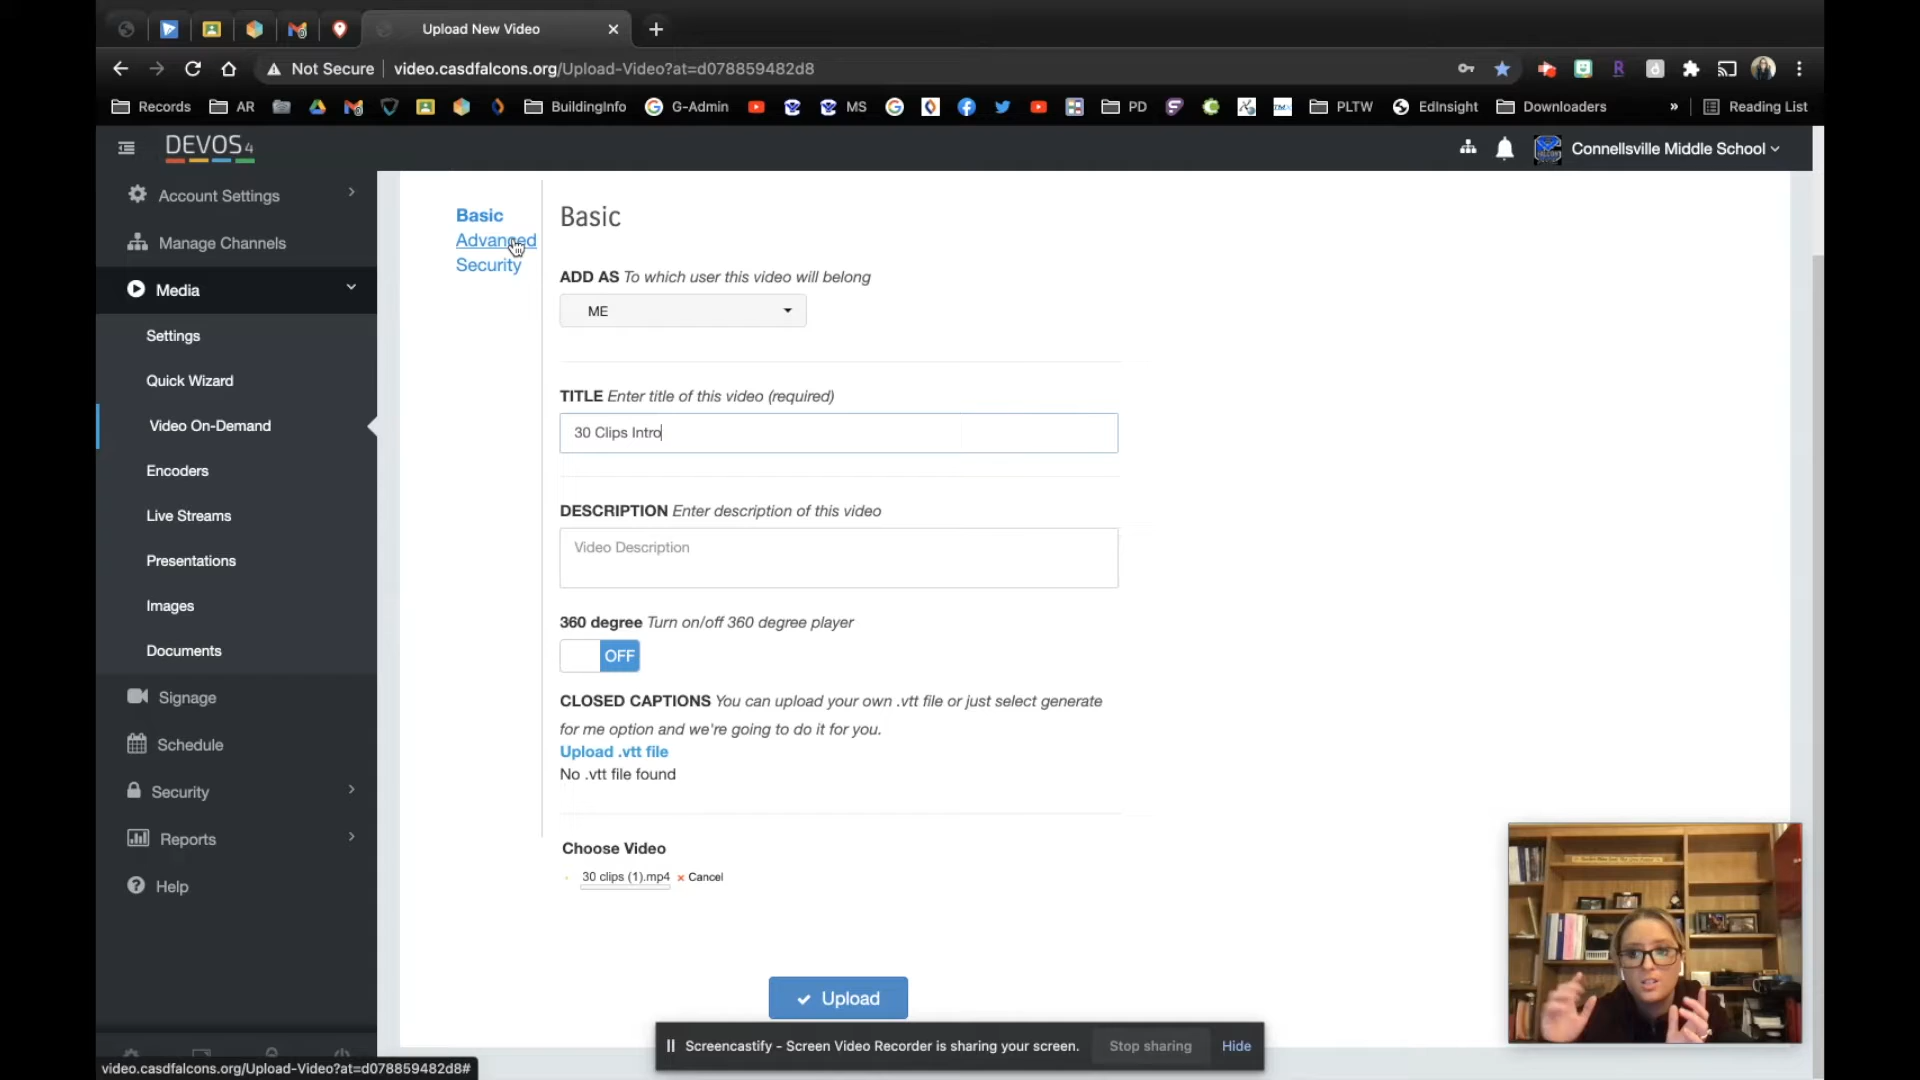 Upload New Video
Not Secure
video.casdfalcons.org/Upload-Video?at=d078859482d8
Records
AR
BuildingInfo
G-Admin
MS
PD
PLTW
EdInsight
Downloaders
»
Reading List
DEVOS4
Connellsville Middle School
Account Settings
Manage Channels
Media
Settings
Quick Wizard
Video On-Demand
Encoders
Live Streams
Presentations
Images
Documents
Signage
Schedule
Security
Reports
Help
Basic
Advanced
Security
Basic
ADD AS To which user this video will belong
ME
TITLE Enter title of this video (required)
30 Clips Intro
DESCRIPTION Enter description of this video
Video Description
360 degree Turn on/off 360 degree player
OFF
CLOSED CAPTIONS You can upload your own .vtt file or just select generate
for me option and we're going to do it for you.
Upload .vtt file
No .vtt file found
Choose Video
30 clips (1).mp4 × Cancel
Upload
Screencastify - Screen Video Recorder is sharing your screen.
Stop sharing
Hide
video.casdfalcons.org/Upload-Video?at=d078859482d8#